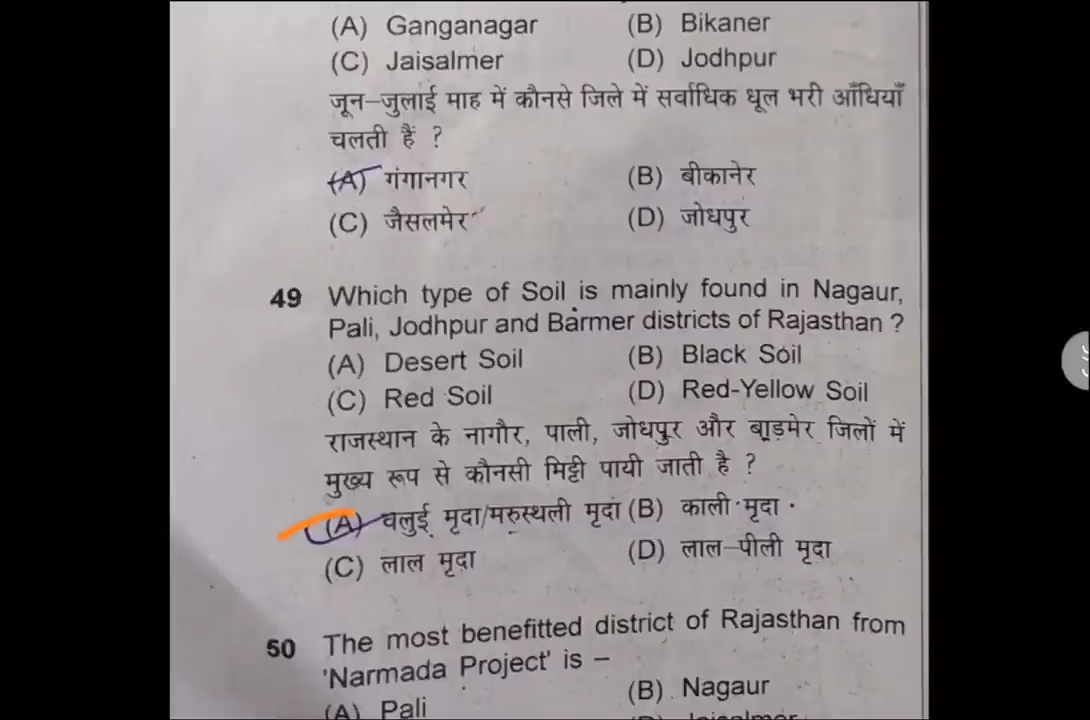 (A) Ganganagar (B) Bikaner
(C) Jaisalmer (D) Jodhpur
जून-जुलाई माह में कौनसे जिले में सर्वाधिक धूल भरी आँधियाँ
चलती हैं ?
(A) गंगानगर (B) बीकानेर
(C) जैसलमेर (D) जोधपुर
49 Which type of Soil is mainly found in Nagaur,
Pali, Jodhpur and Barmer districts of Rajasthan ?
(A) Desert Soil (B) Black Soil
(C) Red Soil (D) Red-Yellow Soil
राजस्थान के नागौर, पाली, जोधपुर और बाड़मेर जिलों में
मुख्य रूप से कौनसी मिट्टी पायी जाती है ?
(A) बलुई मृदा/मरुस्थली मृदा (B) काली मृदा
(C) लाल मृदा (D) लाल-पीली मृदा
50 The most benefitted district of Rajasthan from
'Narmada Project' is –
(A) Pali (B) Nagaur
Jaisalmer